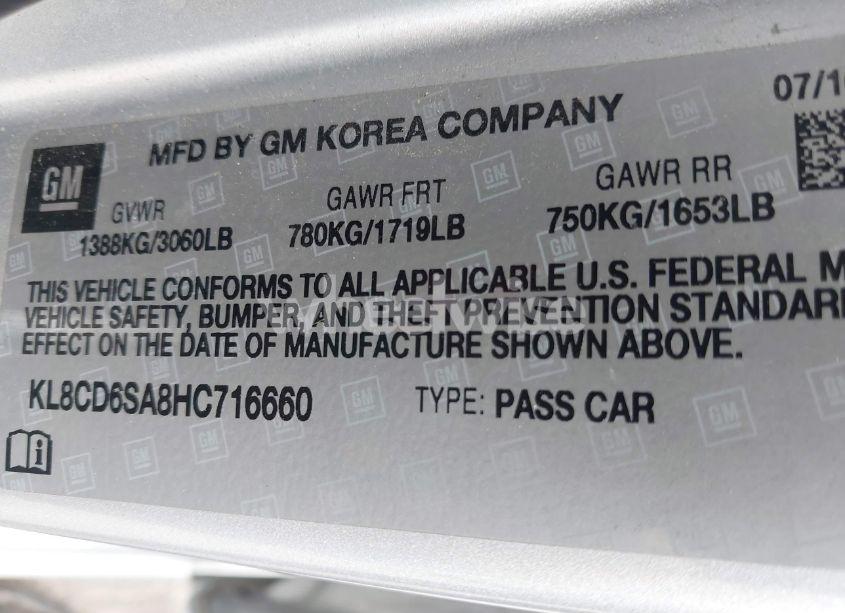 07/16
MFD BY GM KOREA COMPANY
GM
GVWR GAWR FRT GAWR RR
1388KG/3060LB 780KG/1719LB 750KG/1653LB
THIS VEHICLE CONFORMS TO ALL APPLICABLE U.S. FEDERAL M
VEHICLE SAFETY, BUMPER, AND THEFT PREVENTION STANDARD
EFFECT ON THE DATE OF MANUFACTURE SHOWN ABOVE.
KL8CD6SA8HC716660 TYPE: PASS CAR